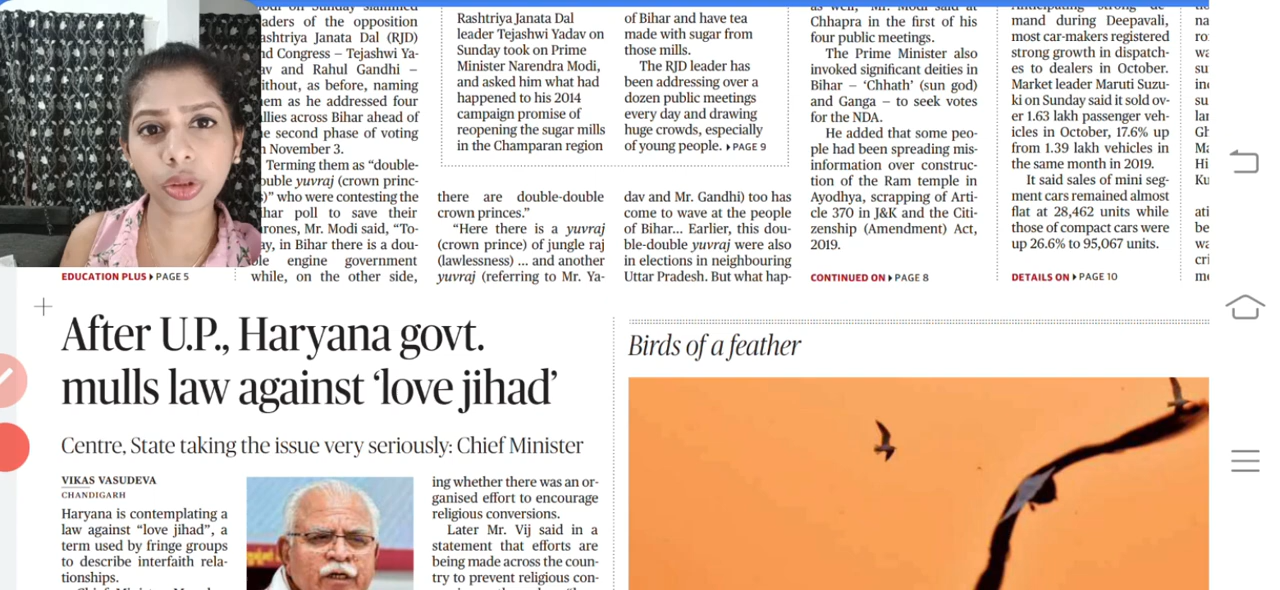 aders of the opposition
ashtriya Janata Dal (RJD)
nd Congress – Tejashwi Ya-
av and Rahul Gandhi –
ithout, as before, naming
em as he addressed four
llies across Bihar ahead of
e second phase of voting
n November 3.
Terming them as “double-
ouble yuvraj (crown princ-
s)” who were contesting the
ihar poll to save their
rones, Mr. Modi said, “To-
ay, in Bihar there is a dou-
ble engine government
while, on the other side,
EDUCATION PLUS PAGE 5
Rashtriya Janata Dal
leader Tejashwi Yadav on
Sunday took on Prime
Minister Narendra Modi,
and asked him what had
happened to his 2014
campaign promise of
reopening the sugar mills
in the Champaran region
of Bihar and have tea
made with sugar from
those mills.
The RJD leader has
been addressing over a
dozen public meetings
every day and drawing
huge crowds, especially
of young people. PAGE 9
there are double-double
crown princes.”
“Here there is a yuvraj
(crown prince) of jungle raj
(lawlessness) ... and another
yuvraj (referring to Mr. Ya-
dav and Mr. Gandhi) too has
come to wave at the people
of Bihar... Earlier, this dou-
ble-double yuvraj were also
in elections in neighbouring
Uttar Pradesh. But what hap-
as well,” Mr. Modi said at
Chhapra in the first of his
four public meetings.
The Prime Minister also
invoked significant deities in
Bihar – ‘Chhath’ (sun god)
and Ganga – to seek votes
for the NDA.
He added that some peo-
ple had been spreading mis-
information over construc-
tion of the Ram temple in
Ayodhya, scrapping of Arti-
cle 370 in J&K and the Citi-
zenship (Amendment) Act,
2019.
CONTINUED ON PAGE 8
Anticipating strong de-
mand during Deepavali,
most car-makers registered
strong growth in dispatch-
es to dealers in October.
Market leader Maruti Suzu-
ki on Sunday said it sold ov-
er 1.63 lakh passenger veh-
icles in October, 17.6% up
from 1.39 lakh vehicles in
the same month in 2019.
It said sales of mini seg-
ment cars remained almost
flat at 28,462 units while
those of compact cars were
up 26.6% to 95,067 units.
DETAILS ON PAGE 10
After U.P., Haryana govt.
mulls law against ‘love jihad’
Centre, State taking the issue very seriously: Chief Minister
VIKAS VASUDEVA
CHANDIGARH
Haryana is contemplating a
law against “love jihad”, a
term used by fringe groups
to describe interfaith rela-
tionships.
ing whether there was an or-
ganised effort to encourage
religious conversions.
Later Mr. Vij said in a
statement that efforts are
being made across the coun-
try to prevent religious con-
Birds of a feather